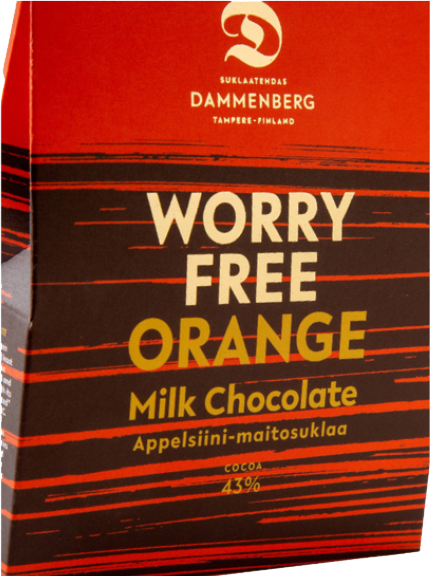 SUKLAATEHDAS
DAMMENBERG
TAMPERE-FINLAND
WORRY
FREE
ORANGE
Milk Chocolate
Appelsiini-maitosuklaa
COCOA
43%